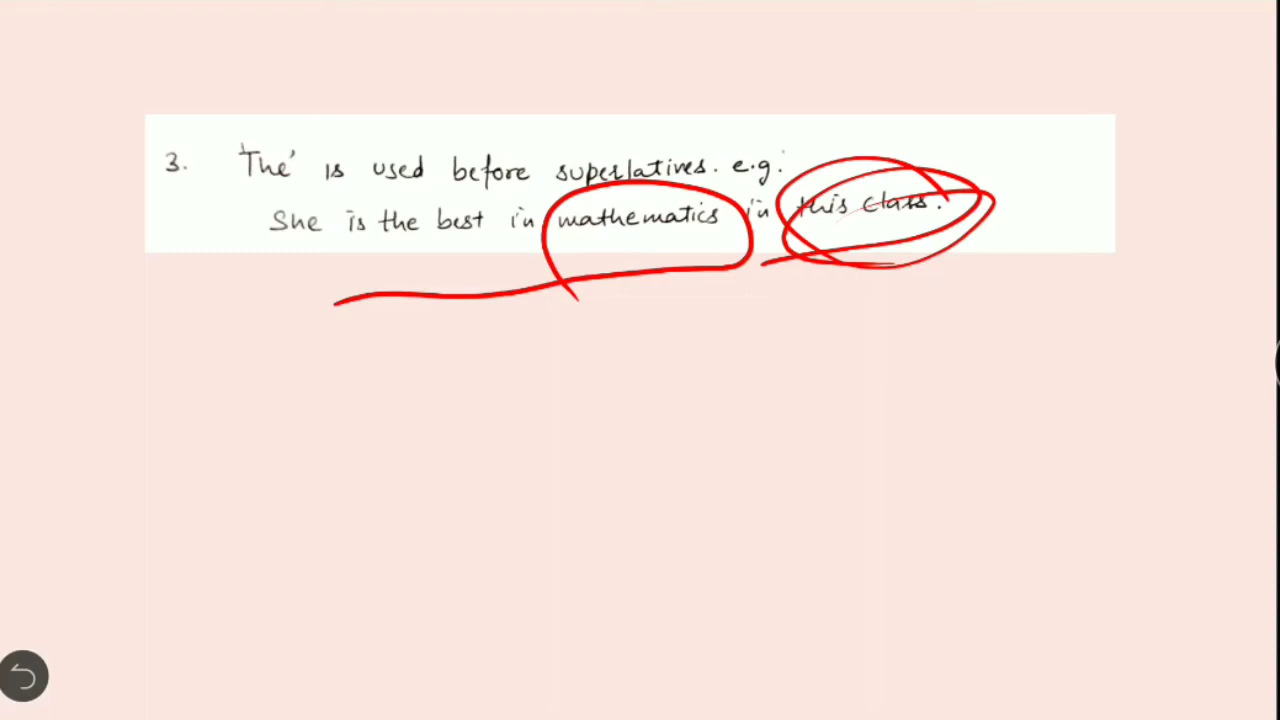 3. 'The' is used before superlatives. e.g:
She is the best in mathematics in this class.